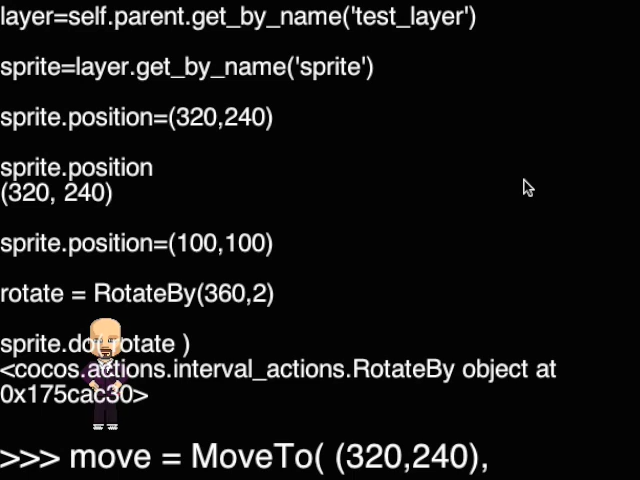 layer=self.parent.get_by_name('test_layer')
sprite=layer.get_by_name('sprite')
sprite.position=(320,240)
sprite.position
(320, 240)
sprite.position=(100,100)
rotate = RotateBy(360,2)
sprite.do( rotate )
<cocos.actions.interval_actions.RotateBy object at
0x175cac30>
>>> move = MoveTo( (320,240),